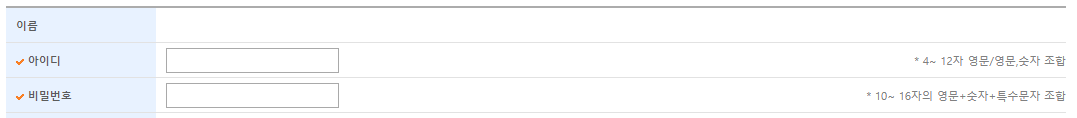 이름
아이디 * 4~ 12자 영문/영문,숫자 조합
비밀번호 * 10~ 16자의 영문+숫자+특수문자 조합